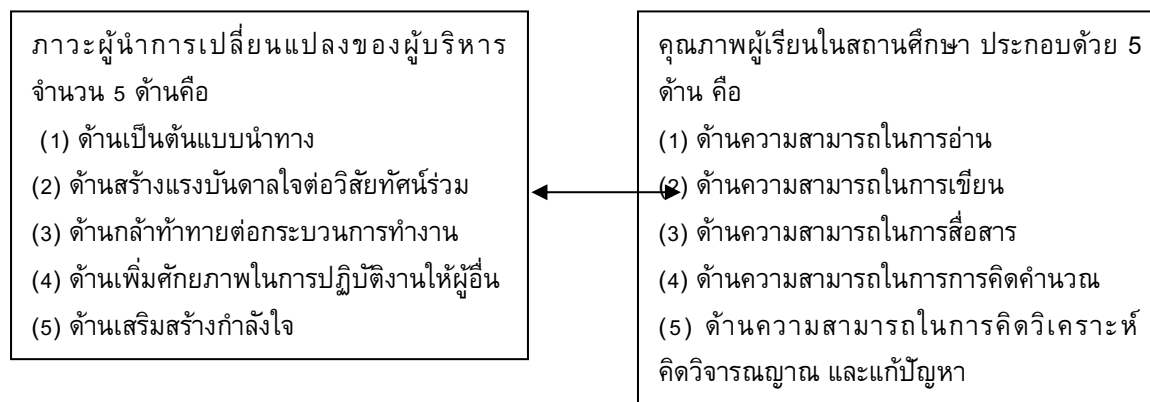 ภาวะผู้นำการเปลี่ยนแปลงของผู้บริหาร
จำนวน 5 ด้านคือ
(1) ด้านเป็นต้นแบบนำทาง
(2) ด้านสร้างแรงบันดาลใจต่อวิสัยทัศน์ร่วม
(3) ด้านกล้าท้าทายต่อกระบวนการทำงาน
(4) ด้านเพิ่มศักยภาพในการปฏิบัติงานให้ผู้อื่น
(5) ด้านเสริมสร้างกำลังใจ
คุณภาพผู้เรียนในสถานศึกษา ประกอบด้วย 5
ด้าน คือ
(1) ด้านความสามารถในการอ่าน
(2) ด้านความสามารถในการเขียน
(3) ด้านความสามารถในการสื่อสาร
(4) ด้านความสามารถในการการคิดคำนวณ
(5) ด้านความสามารถในการคิดวิเคราะห์
คิดวิจารณญาณ และแก้ปัญหา